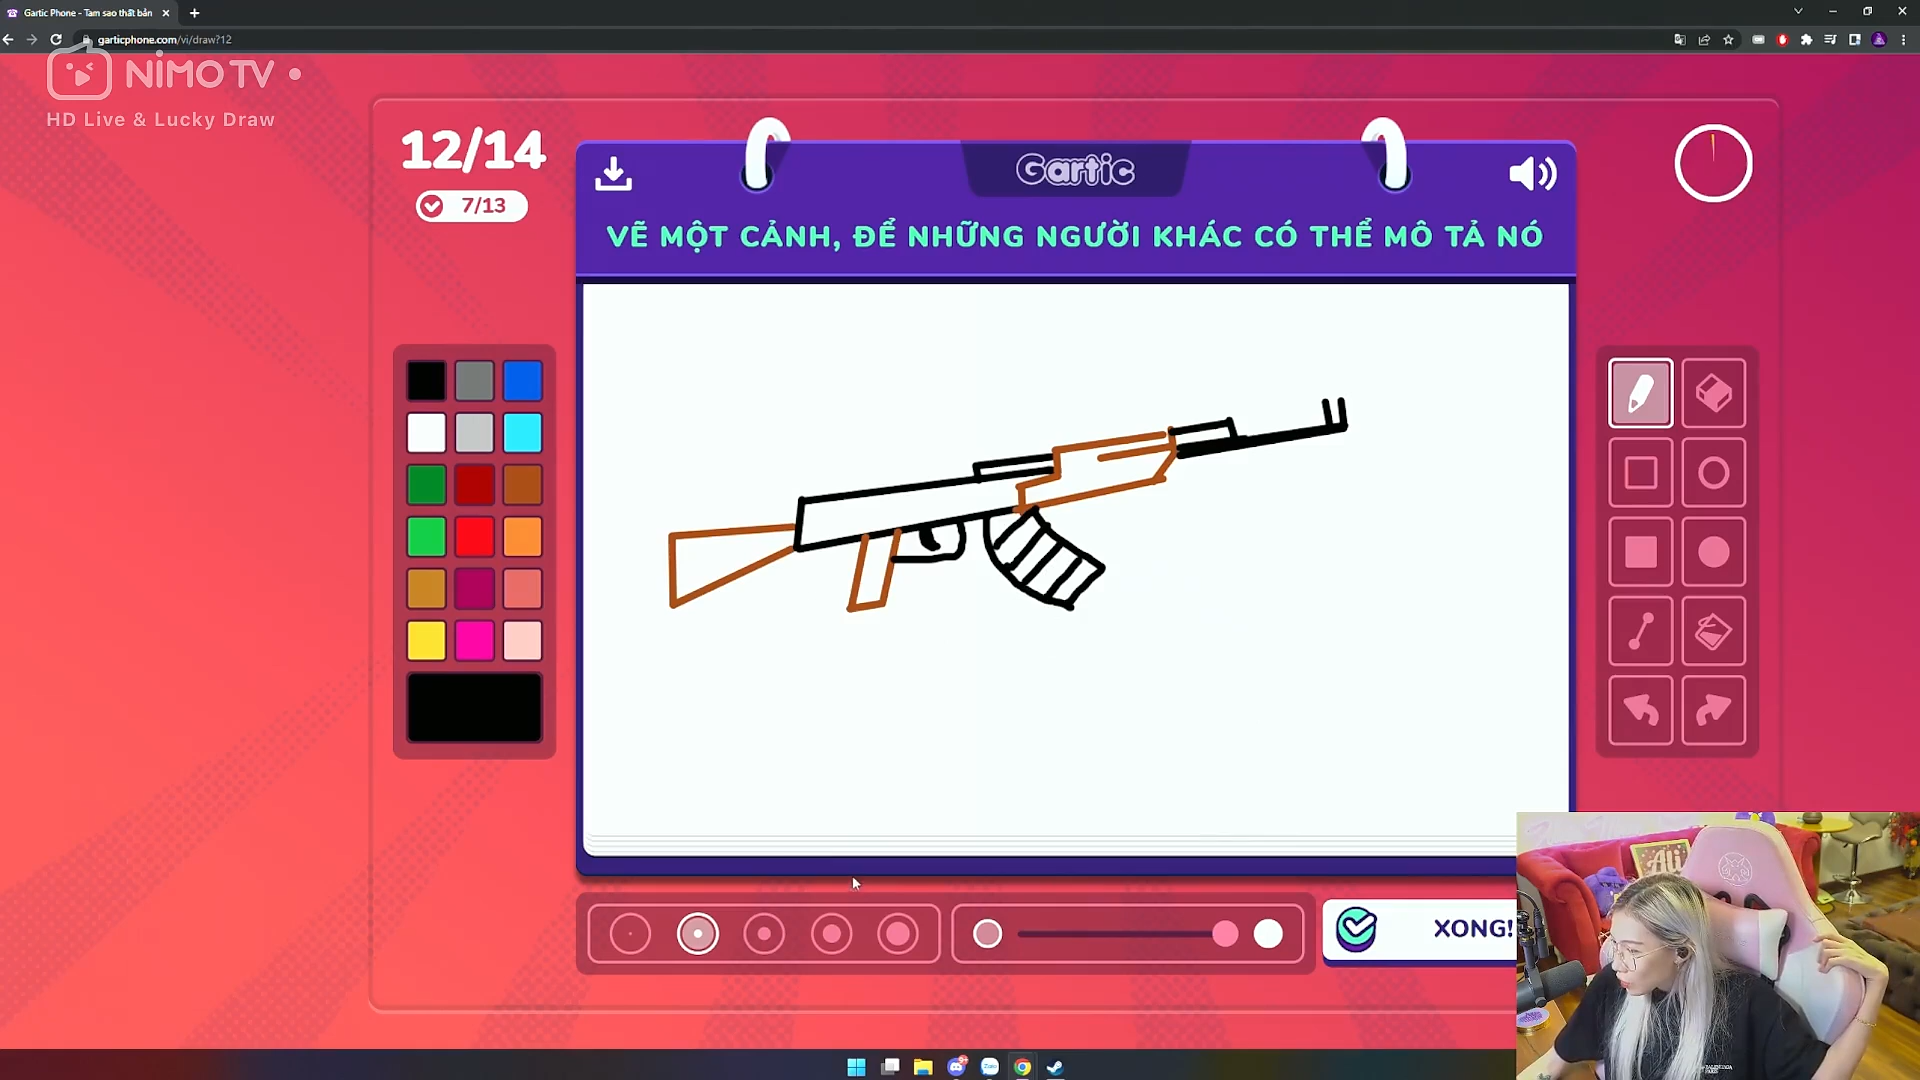 Gartic Phone - Tam sao thất bản
garticphone.com/vi/draw?12
NIMO TV
HD Live & Lucky Draw
12/14
7/13
Gartic
VẼ MỘT CẢNH, ĐỂ NHỮNG NGƯỜI KHÁC CÓ THỂ MÔ TẢ NÓ
XONG!
Ali